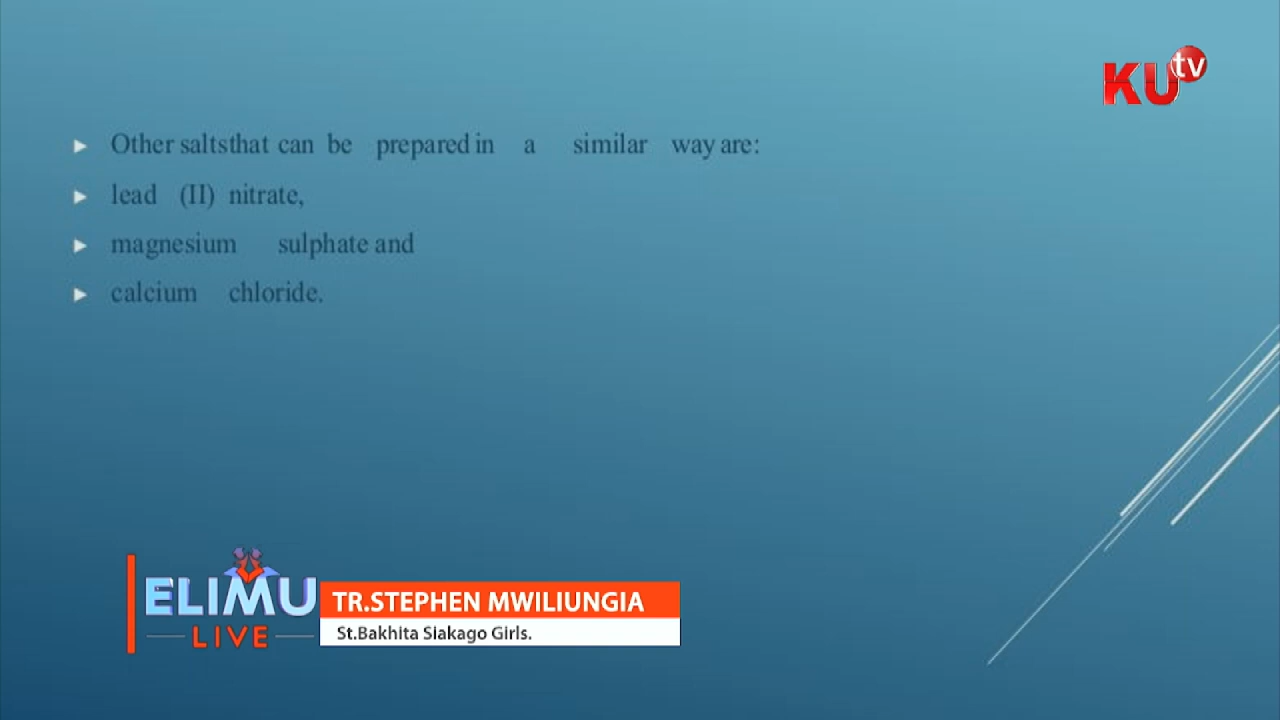 KU tv
Other saltsthat can be prepared in a similar way are:
lead (II) nitrate,
magnesium sulphate and
calcium chloride.
ELIMU
LIVE
TR.STEPHEN MWILIUNGIA
St.Bakhita Siakago Girls.